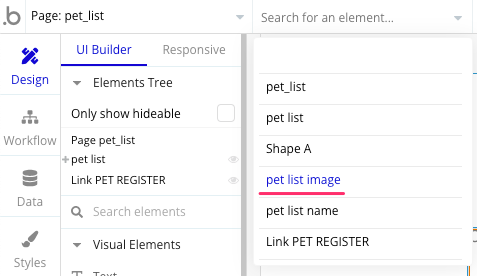 .b
Page: pet_list
Search for an element...
Design
Workflow
Data
Styles
UI Builder
Responsive
Elements Tree
Only show hideable
Page pet_list
+ pet list
Link PET REGISTER
Search elements
Visual Elements
Text
pet_list
pet list
Shape A
pet list image
pet list name
Link PET REGISTER